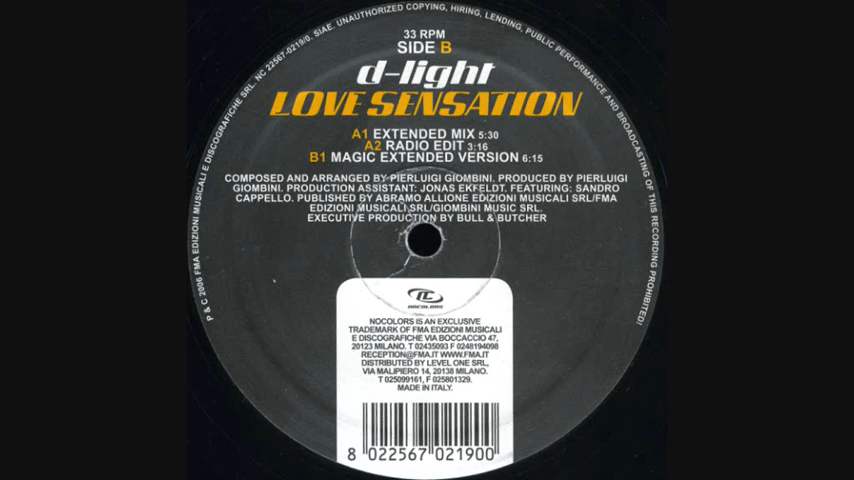 P & C 2006 FMA EDIZIONI MUSICALI E DISCOGRAFICHE SRL. NC 22567-0219/0. SIAE. UNAUTHORIZED COPYING, HIRING, LENDING, PUBLIC PERFORMANCE AND BROADCASTING OF THIS RECORDING PROHIBITED!
33 RPM
SIDE B
d-light
LOVE SENSATION
A1 EXTENDED MIX 5:30
A2 RADIO EDIT 3:16
B1 MAGIC EXTENDED VERSION 6:15
COMPOSED AND ARRANGED BY PIERLUIGI GIOMBINI. PRODUCED BY PIERLUIGI
GIOMBINI. PRODUCTION ASSISTANT: JONAS EKFELDT. FEATURING: SANDRO
CAPPELLO. PUBLISHED BY ABRAMO ALLIONE EDIZIONI MUSICALI SRL/FMA
EDIZIONI MUSICALI SRL/GIOMBINI MUSIC SRL.
EXECUTIVE PRODUCTION BY BULL & BUTCHER
NOCOLORS
NOCOLORS IS AN EXCLUSIVE
TRADEMARK OF FMA EDIZIONI MUSICALI
E DISCOGRAFICHE VIA BOCCACCIO 47,
20123 MILANO. T 02435093 F 0248194098
RECEPTION@FMA.IT WWW.FMA.IT
DISTRIBUTED BY LEVEL ONE SRL,
VIA MALIPIERO 14, 20138 MILANO.
T 025099161, F 025801329.
MADE IN ITALY.
8 022567 021900